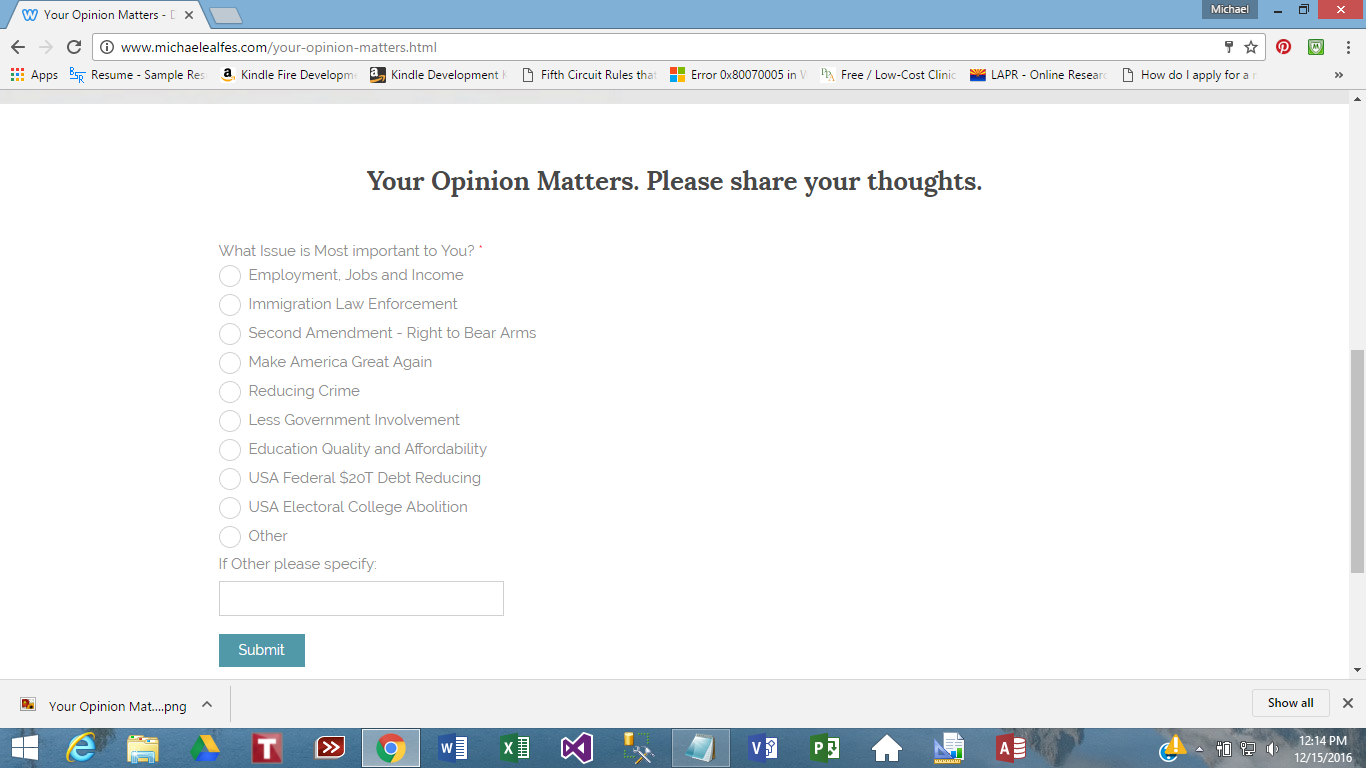 Your Opinion Matters - D
Michael
www.michaelealfes.com/your-opinion-matters.html
Apps
Resume - Sample Res
Kindle Fire Developm
Kindle Development K
Fifth Circuit Rules that
Error 0x80070005 in W
Free / Low-Cost Clinic
LAPR - Online Researc
How do I apply for a r
»
Your Opinion Matters. Please share your thoughts.
What Issue is Most important to You? *
Employment, Jobs and Income
Immigration Law Enforcement
Second Amendment - Right to Bear Arms
Make America Great Again
Reducing Crime
Less Government Involvement
Education Quality and Affordability
USA Federal $20T Debt Reducing
USA Electoral College Abolition
Other
If Other please specify:
Submit
Your Opinion Mat....png
Show all
12:14 PM
12/15/2016